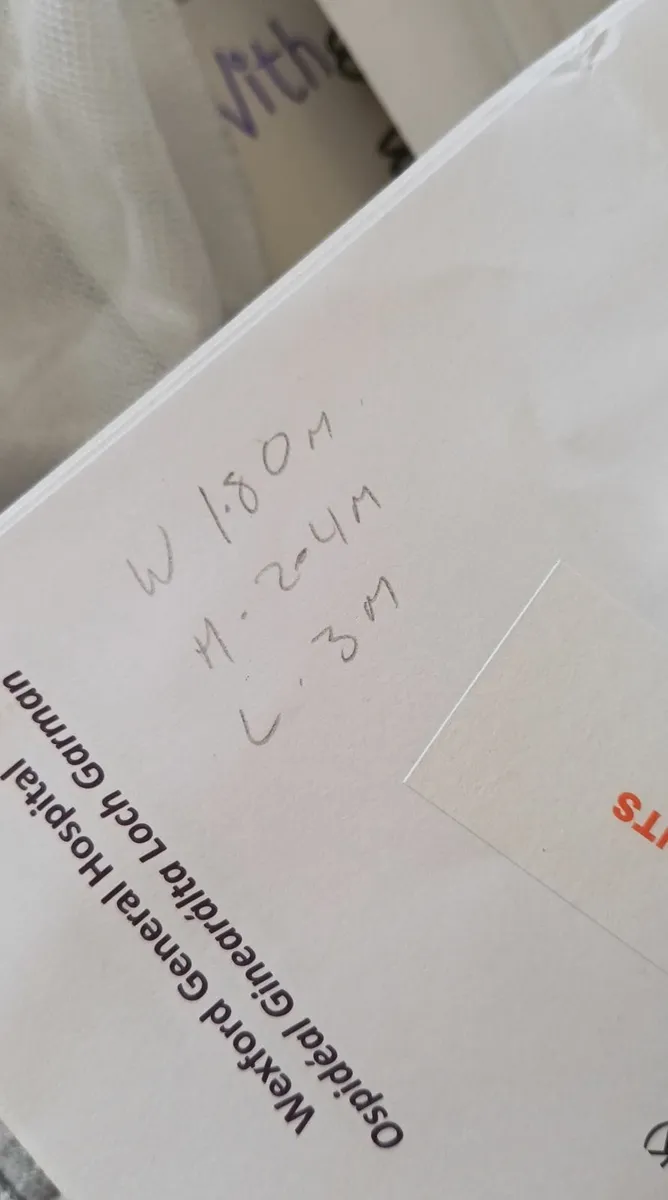 W 1.80M.
H. 2.4M
L. 3M
Wexford General Hospital
Ospidéal Ginearálta Loch Garman